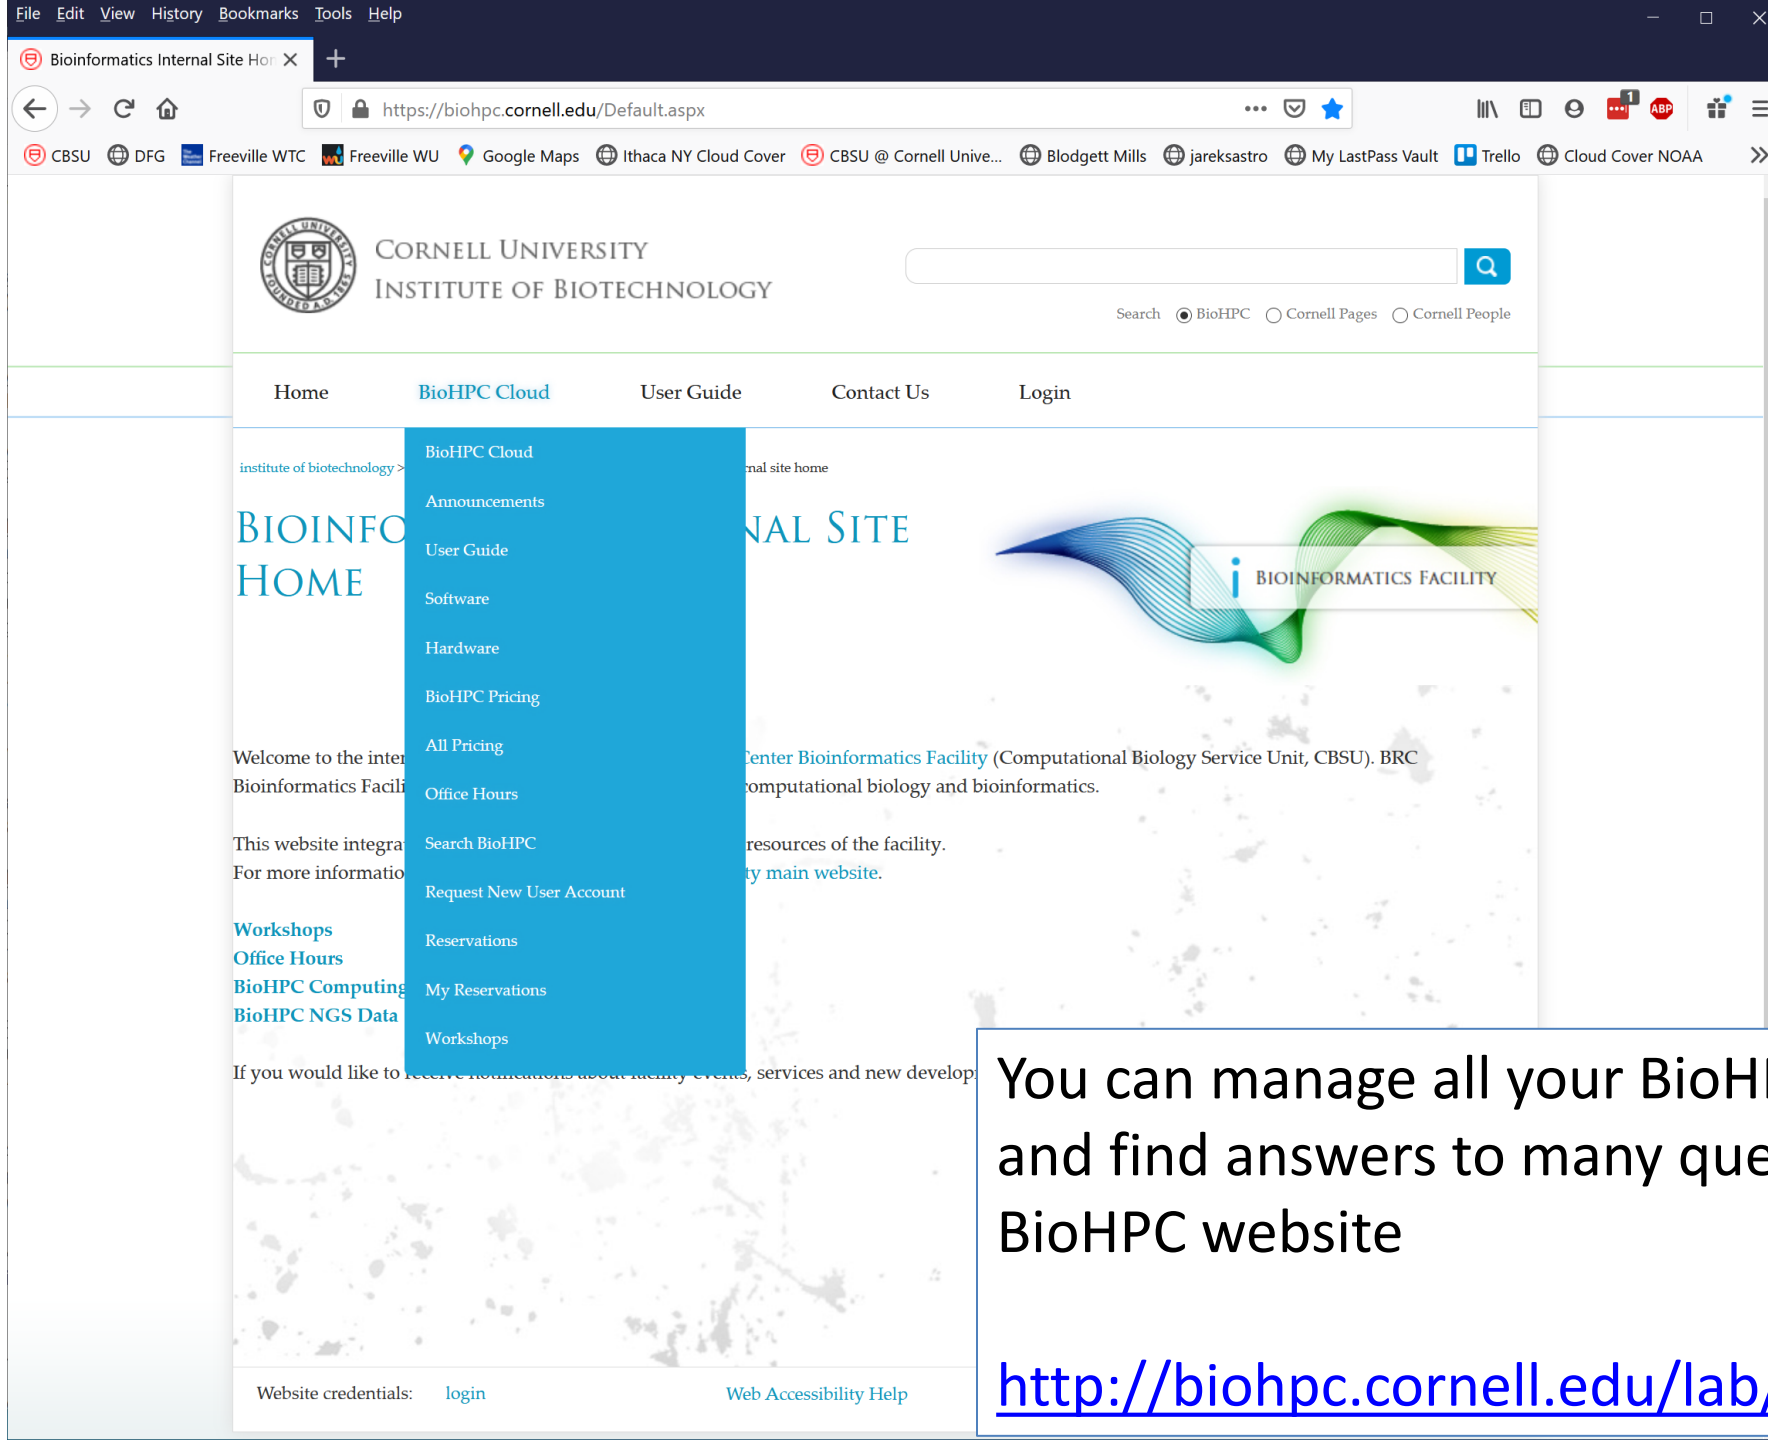 File Edit View History Bookmarks Tools Help
Bioinformatics Internal Site Hon
https://biohpc.cornell.edu/Default.aspx
1
ABP
CBSU DFG Freeville WTC Freeville WU Google Maps Ithaca NY Cloud Cover CBSU @ Cornell Unive... Blodgett Mills jareksastro My LastPass Vault Trello Cloud Cover NOAA
CORNELL UNIVERSITY
INSTITUTE OF BIOTECHNOLOGY
Search BioHPC Cornell Pages Cornell People
Home BioHPC Cloud User Guide Contact Us Login
institute of biotechnology > nal site home
BIOINFO NAL SITE
HOME
BIOINFORMATICS FACILITY
BioHPC Cloud
Announcements
User Guide
Software
Hardware
BioHPC Pricing
All Pricing
Office Hours
Search BioHPC
Request New User Account
Reservations
My Reservations
Workshops
Welcome to the inter Center Bioinformatics Facility (Computational Biology Service Unit, CBSU). BRC
Bioinformatics Facili computational biology and bioinformatics.
This website integra resources of the facility.
For more informatio ty main website.
Workshops
Office Hours
BioHPC Computing
BioHPC NGS Data
If you would like to receive notifications about facility events, services and new develop
You can manage all your BioH
and find answers to many que
BioHPC website
http://biohpc.cornell.edu/lab/
Website credentials: login Web Accessibility Help